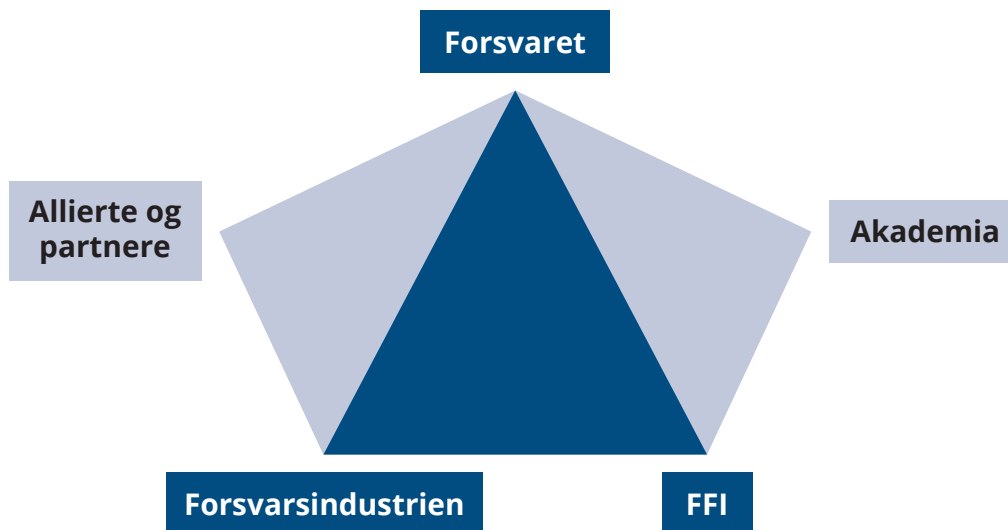 Forsvaret
Allierte og
partnere
Akademia
Forsvarsindustrien
FFI